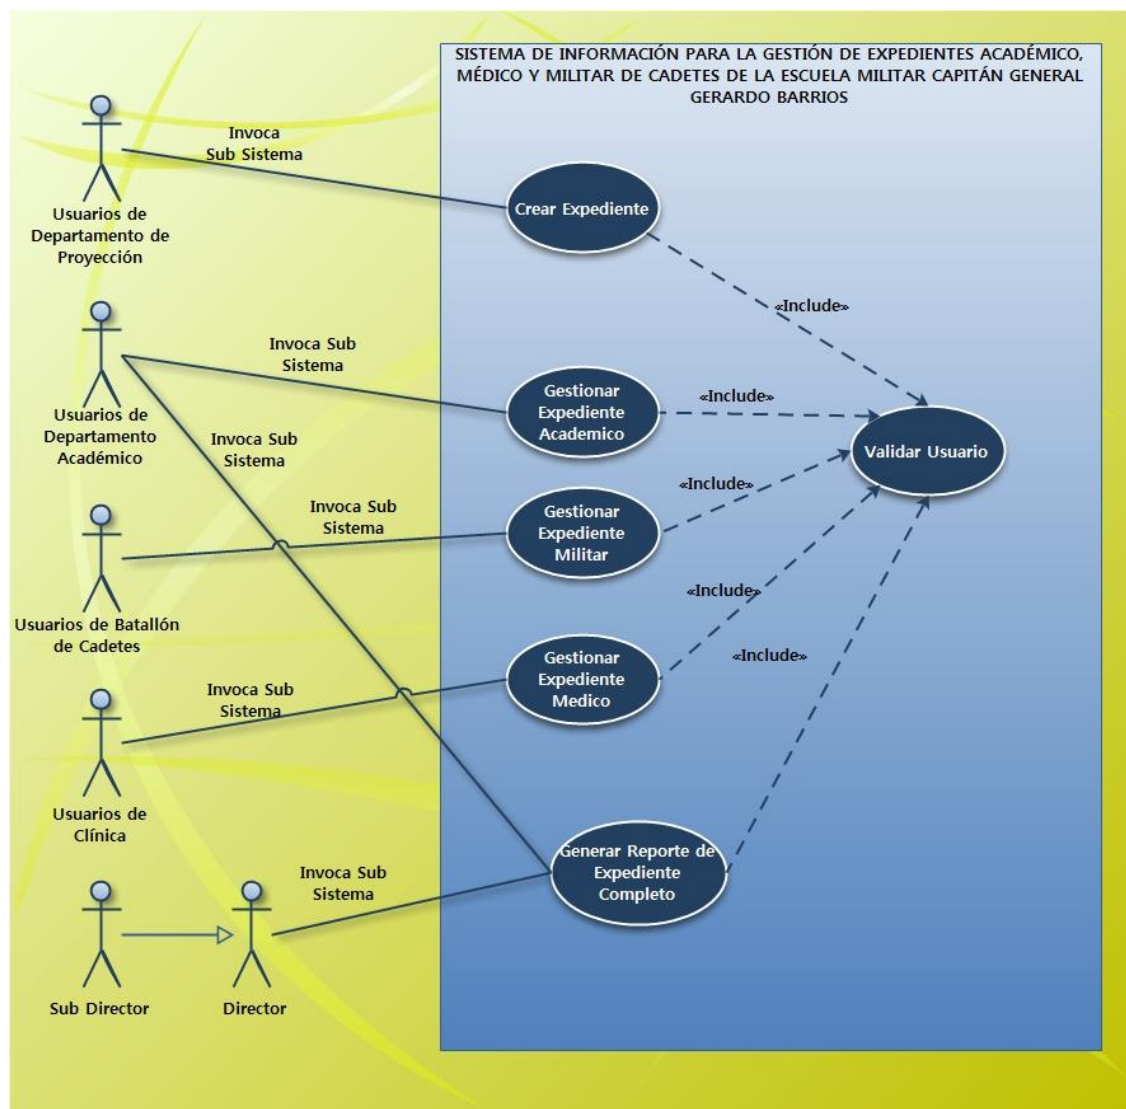 SISTEMA DE INFORMACIÓN PARA LA GESTIÓN DE EXPEDIENTES ACADÉMICO,
MÉDICO Y MILITAR DE CADETES DE LA ESCUELA MILITAR CAPITÁN GENERAL
GERARDO BARRIOS
Invoca
Sub Sistema
Crear Expediente
Usuarios de
Departamento de
Proyección
«Include»
Invoca Sub
Sistema
Gestionar
Expediente
Academico
«Include»
Usuarios de
Departamento
Académico
Invoca Sub
Sistema
Validar Usuario
«Include»
Invoca Sub
Sistema
Gestionar
Expediente
Militar
Usuarios de Batallón
de Cadetes
«Include»
Invoca Sub
Sistema
Gestionar
Expediente
Medico
«Include»
Usuarios de
Clínica
Invoca Sub
Sistema
Generar Reporte de
Expediente
Completo
Sub Director
Director